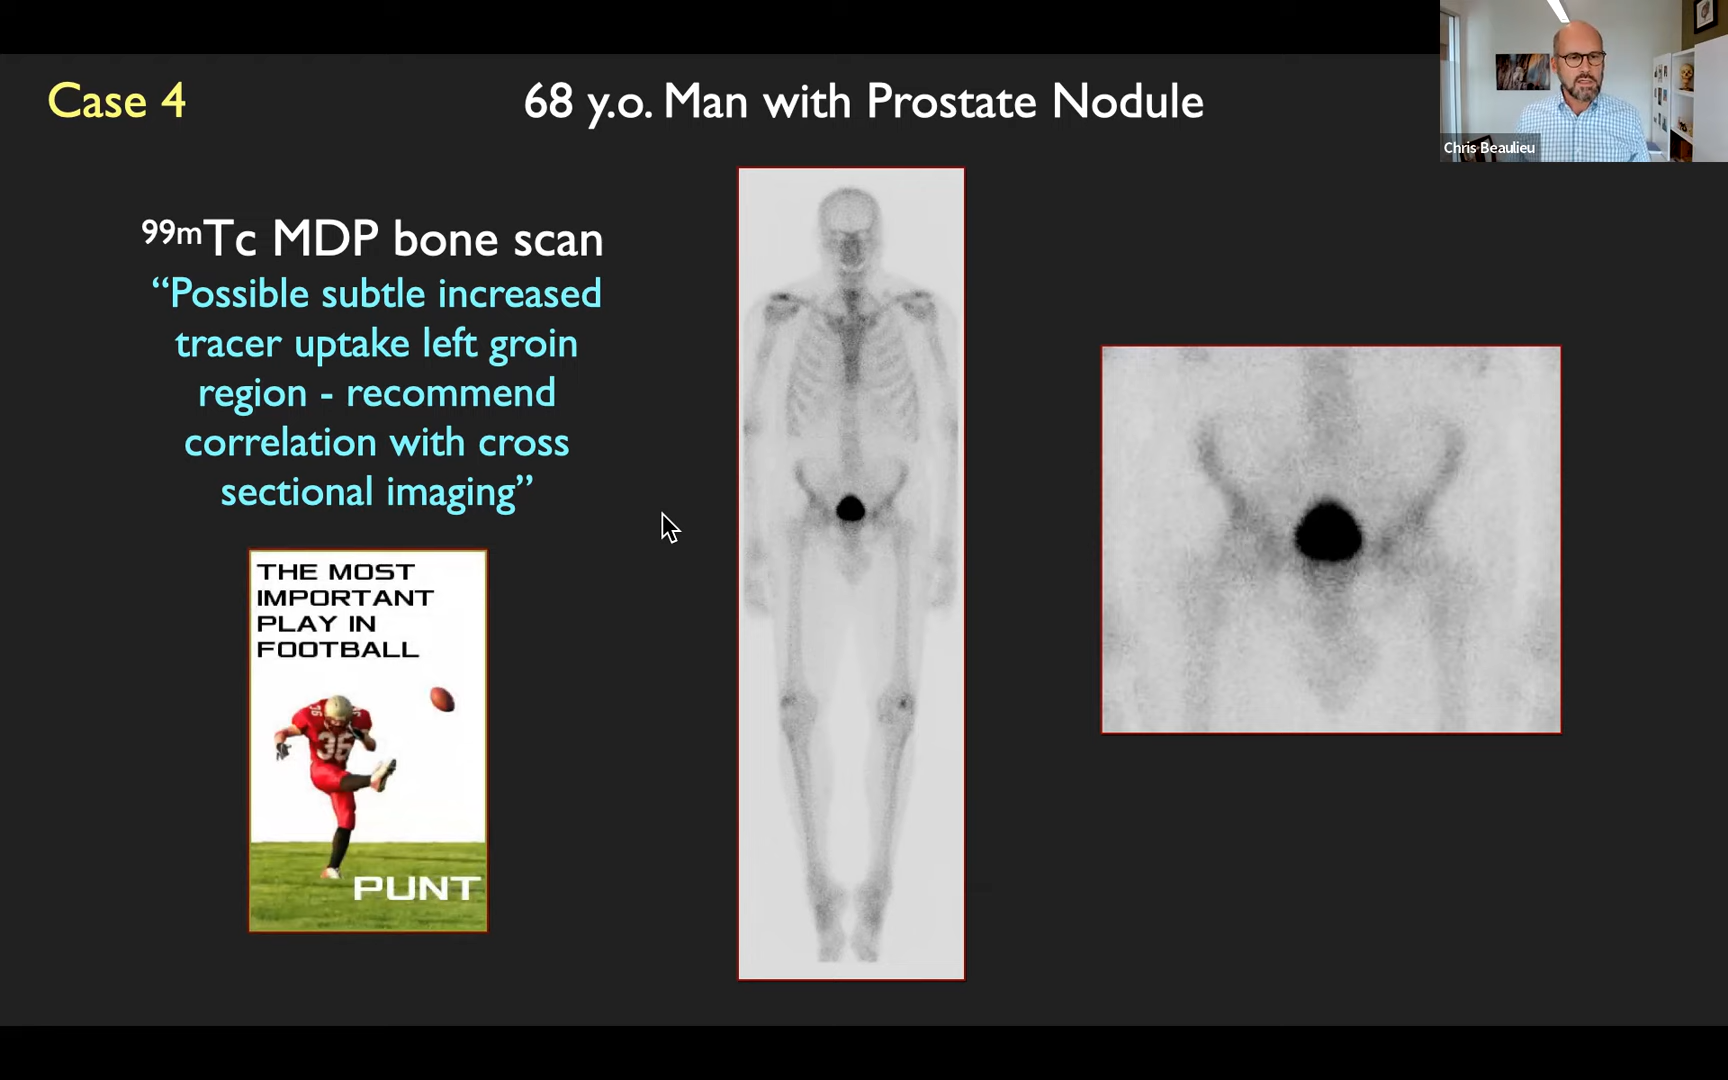 Case 4
68 y.o. Man with Prostate Nodule
Chris Beaulieu
99mTc MDP bone scan
“Possible subtle increased
tracer uptake left groin
region - recommend
correlation with cross
sectional imaging”
THE MOST
IMPORTANT
PLAY IN
FOOTBALL
36
PUNT